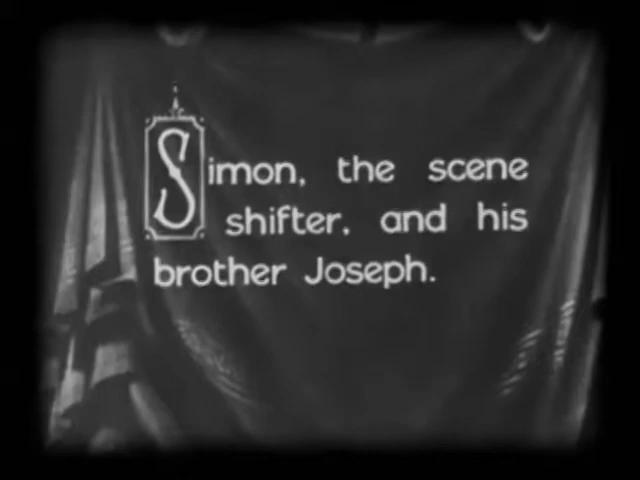 Simon, the scene
shifter, and his
brother Joseph.